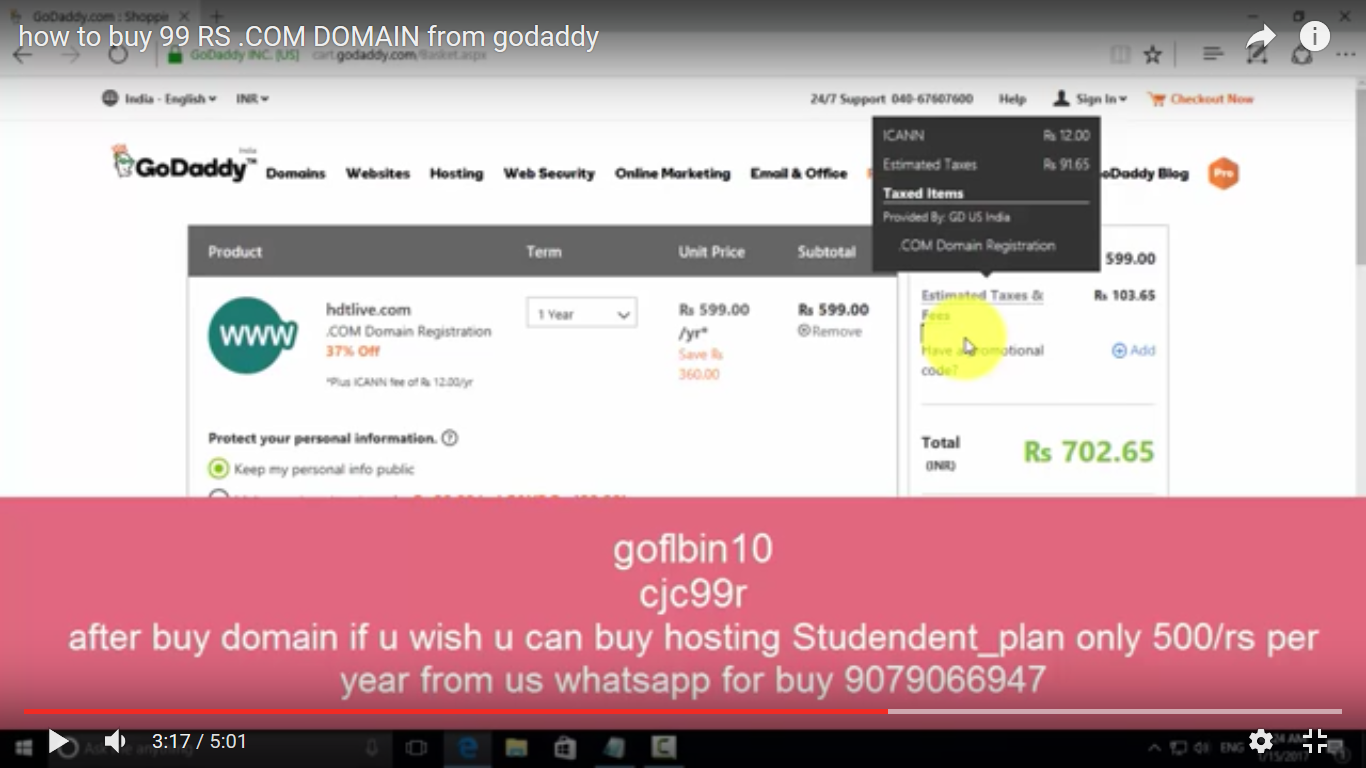 GoDaddy.com : Shoppin
how to buy 99 RS .COM DOMAIN from godaddy
GoDaddy INC. [US] cart.godaddy.com/Basket.aspx
India - English INR 24/7 Support 040-67607600 Help Sign In Checkout Now
India
GoDaddy™ Domains Websites Hosting Web Security Online Marketing Email & Office oDaddy Blog Pro
ICANN ₨ 12.00
Estimated Taxes ₨ 91.65
Taxed Items
Provided By: GD US India
.COM Domain Registration
Product Term Unit Price Subtotal
599.00
hdtlive.com 1 Year ₨ 599.00 ₨ 599.00
.COM Domain Registration /yr* Remove
37% Off Save ₨
360.00
*Plus ICANN fee of ₨ 12.00/yr
Estimated Taxes & ₨ 103.65
Fees
Have a promotional Add
code?
Protect your personal information. ?
Keep my personal info public
Total ₨ 702.65
(INR)
www
goflbin10
cjc99r
after buy domain if u wish u can buy hosting Studendent_plan only 500/rs per
year from us whatsapp for buy 9079066947
3:17 / 5:01
ENG